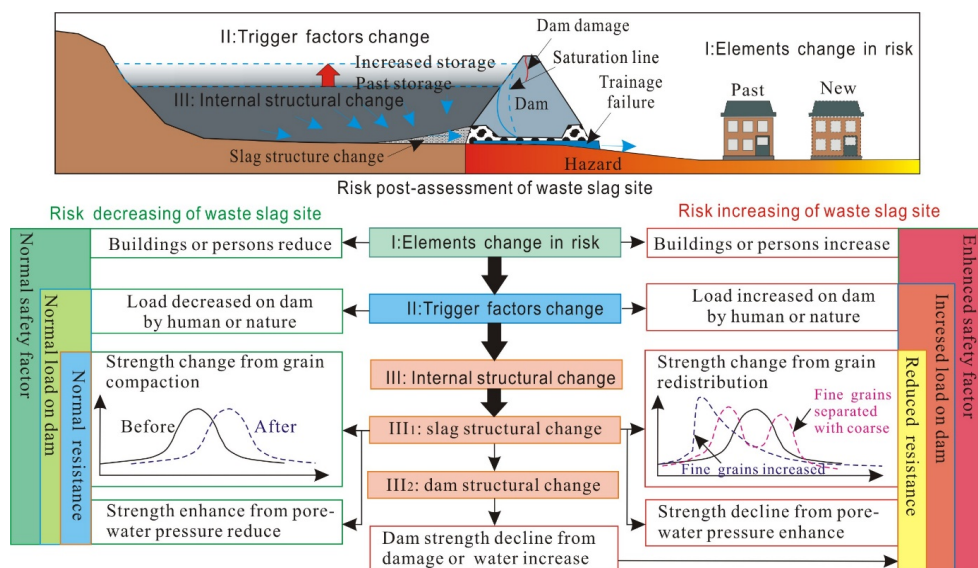 II:Trigger factors change
Dam damage
Saturation line
I:Elements change in risk
Increased storage
Past storage
III: Internal structural change
Dam
Trainage failure
Past
New
Slag structure change
Hazard
Risk post-assessment of waste slag site
Risk decreasing of waste slag site
Risk increasing of waste slag site
Normal safety factor
Normal load on dam
Normal resistance
Buildings or persons reduce
I:Elements change in risk
Buildings or persons increase
Load decreased on dam
by human or nature
II:Trigger factors change
Load increased on dam
by human or nature
Strength change from grain
compaction
Before
After
III: Internal structural change
III1: slag structural change
III2: dam structural change
Strength change from grain
redistribution
Fine grains
separated
with coarse
Fine grains increased
Strength enhance from pore-
water pressure reduce
Dam strength decline from
damage or water increase
Strength decline from pore-
water pressure enhance
Reduced resistance
Incresed load on dam
Enhenced safety factor